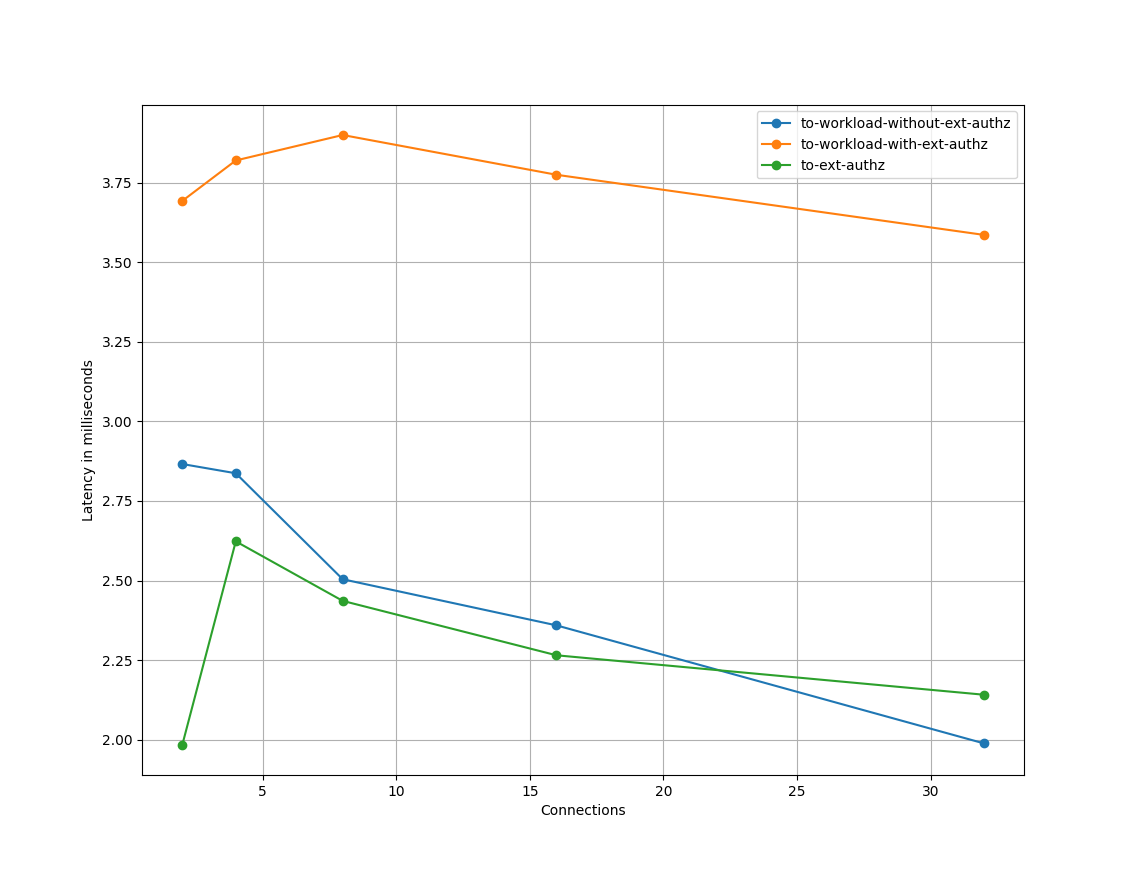 to-workload-without-ext-authz
to-workload-with-ext-authz
to-ext-authz
3.75
3.50
3.25
3.00
2.75
2.50
2.25
2.00
Latency in milliseconds
5 10 15 20 25 30
Connections